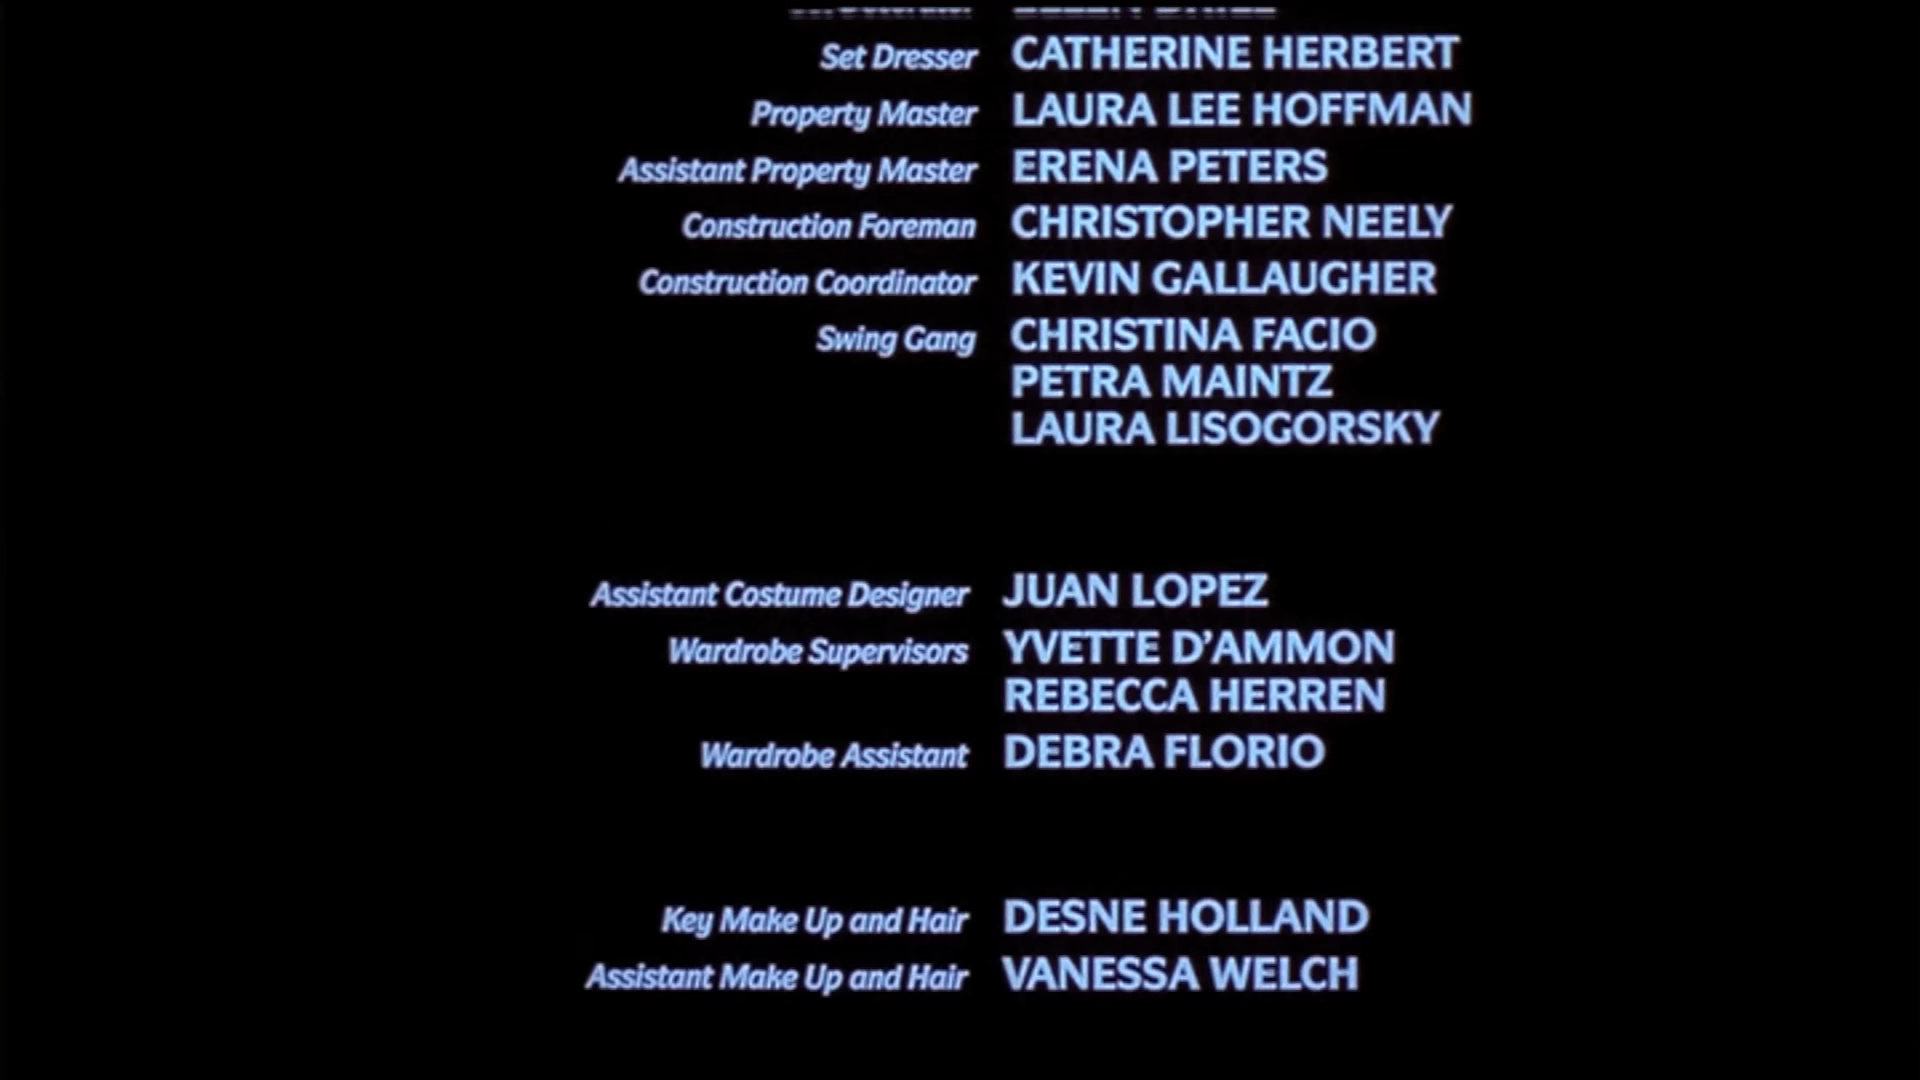 Set Dresser CATHERINE HERBERT
Property Master LAURA LEE HOFFMAN
Assistant Property Master ERENA PETERS
Construction Foreman CHRISTOPHER NEELY
Construction Coordinator KEVIN GALLAUGHER
Swing Gang CHRISTINA FACIO
PETRA MAINTZ
LAURA LISOGORSKY
Assistant Costume Designer JUAN LOPEZ
Wardrobe Supervisors YVETTE D’AMMON
REBECCA HERREN
Wardrobe Assistant DEBRA FLORIO
Key Make Up and Hair DESNE HOLLAND
Assistant Make Up and Hair VANESSA WELCH